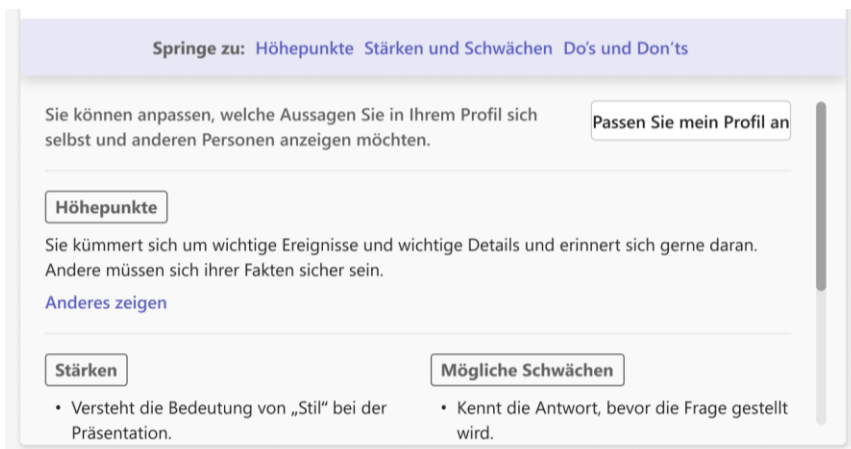 Springe zu: Höhepunkte Stärken und Schwächen Do's und Don'ts
Sie können anpassen, welche Aussagen Sie in Ihrem Profil sich
selbst und anderen Personen anzeigen möchten.
Passen Sie mein Profil an
Höhepunkte
Sie kümmert sich um wichtige Ereignisse und wichtige Details und erinnert sich gerne daran.
Andere müssen sich ihrer Fakten sicher sein.
Anderes zeigen
Stärken
• Versteht die Bedeutung von „Stil“ bei der
Präsentation.
Mögliche Schwächen
• Kennt die Antwort, bevor die Frage gestellt
wird.